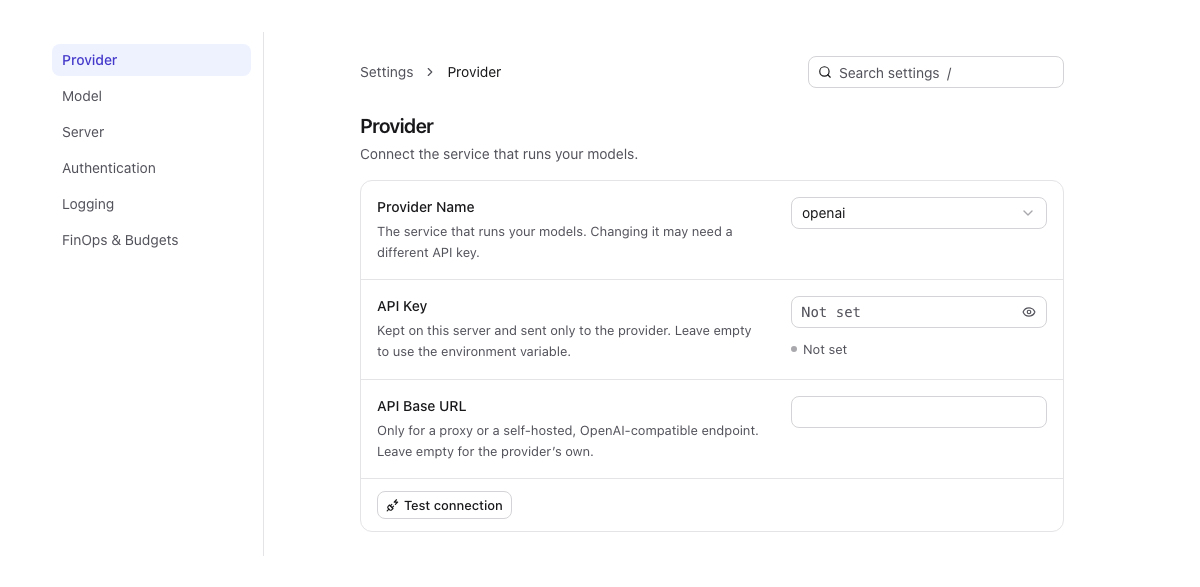 Provider
Model
Server
Authentication
Logging
FinOps & Budgets
Settings > Provider
Search settings /
Provider
Connect the service that runs your models.
Provider Name
The service that runs your models. Changing it may need a
different API key.
openai
API Key
Kept on this server and sent only to the provider. Leave empty
to use the environment variable.
Not set
Not set
API Base URL
Only for a proxy or a self-hosted, OpenAI-compatible endpoint.
Leave empty for the provider's own.
Test connection